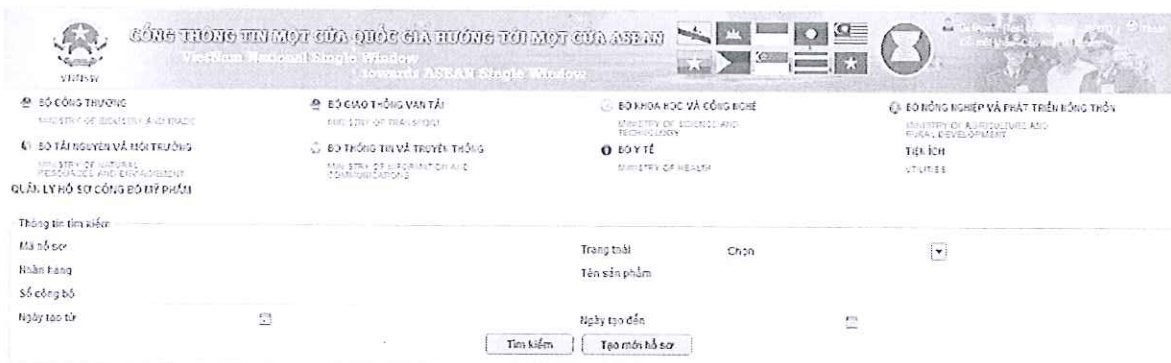 CỔNG THÔNG TIN MỘT CỬA QUỐC GIA HƯỚNG TỚI MỘT CỬA ASEAN
VietNam National Single Window
towards ASEAN Single Window
BỘ CÔNG THƯƠNG
MINISTRY OF INDUSTRY AND TRADE
BỘ GIAO THÔNG VẬN TẢI
MINISTRY OF TRANSPORT
BỘ KHOA HỌC VÀ CÔNG NGHỆ
MINISTRY OF SCIENCE AND
TECHNOLOGY
BỘ NÔNG NGHIỆP VÀ PHÁT TRIỂN NÔNG THÔN
MINISTRY OF AGRICULTURE AND
RURAL DEVELOPMENT
BỘ TÀI NGUYÊN VÀ MÔI TRƯỜNG
MINISTRY OF NATURAL
RESOURCES AND ENVIRONMENT
BỘ THÔNG TIN VÀ TRUYỀN THÔNG
MINISTRY OF INFORMATION AND
COMMUNICATIONS
BỘ Y TẾ
MINISTRY OF HEALTH
TIỆN ÍCH
UTILITIES
QUẢN LÝ HỒ SƠ CÔNG BỐ MỸ PHẨM
Thông tin tìm kiếm
Mã hồ sơ
Trạng thái
Chọn
Nhãn hàng
Tên sản phẩm
Số công bố
Ngày tạo từ
Ngày tạo đến
Tìm kiếm
Tạo mới hồ sơ